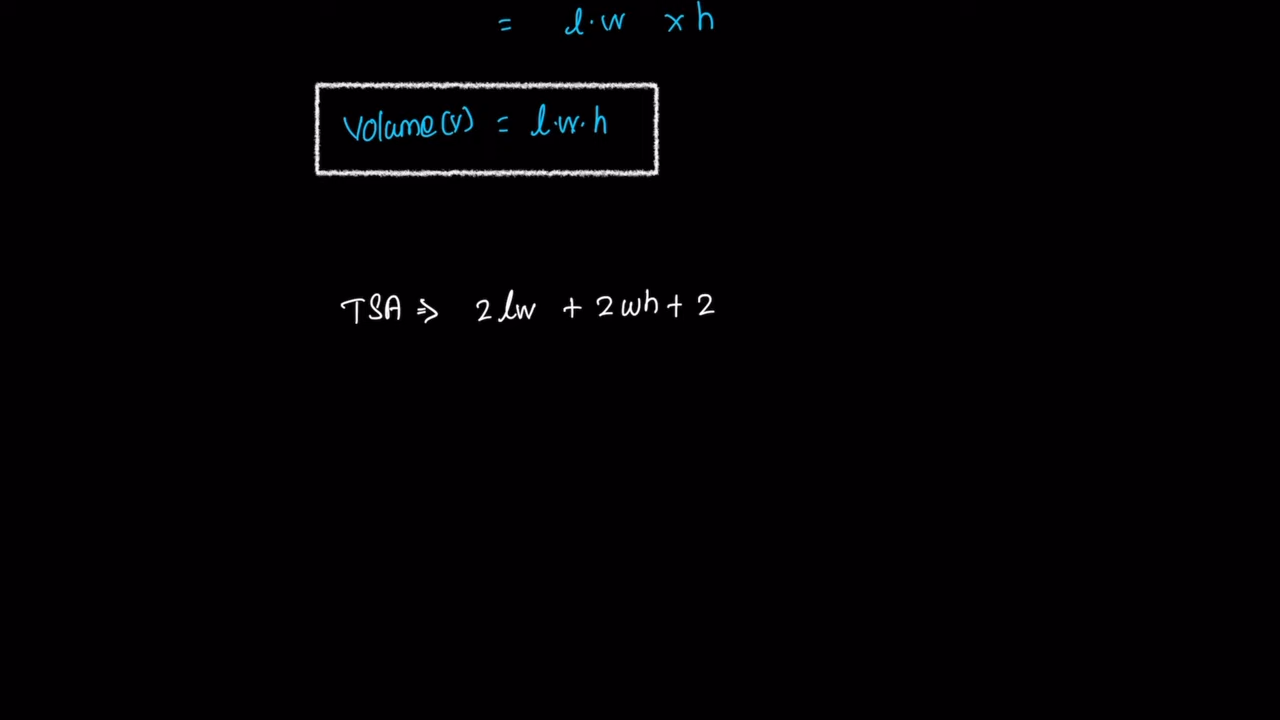 = l·w x h
Volume(v) = l·w·h
TSA ⇒ 2lw + 2wh + 2